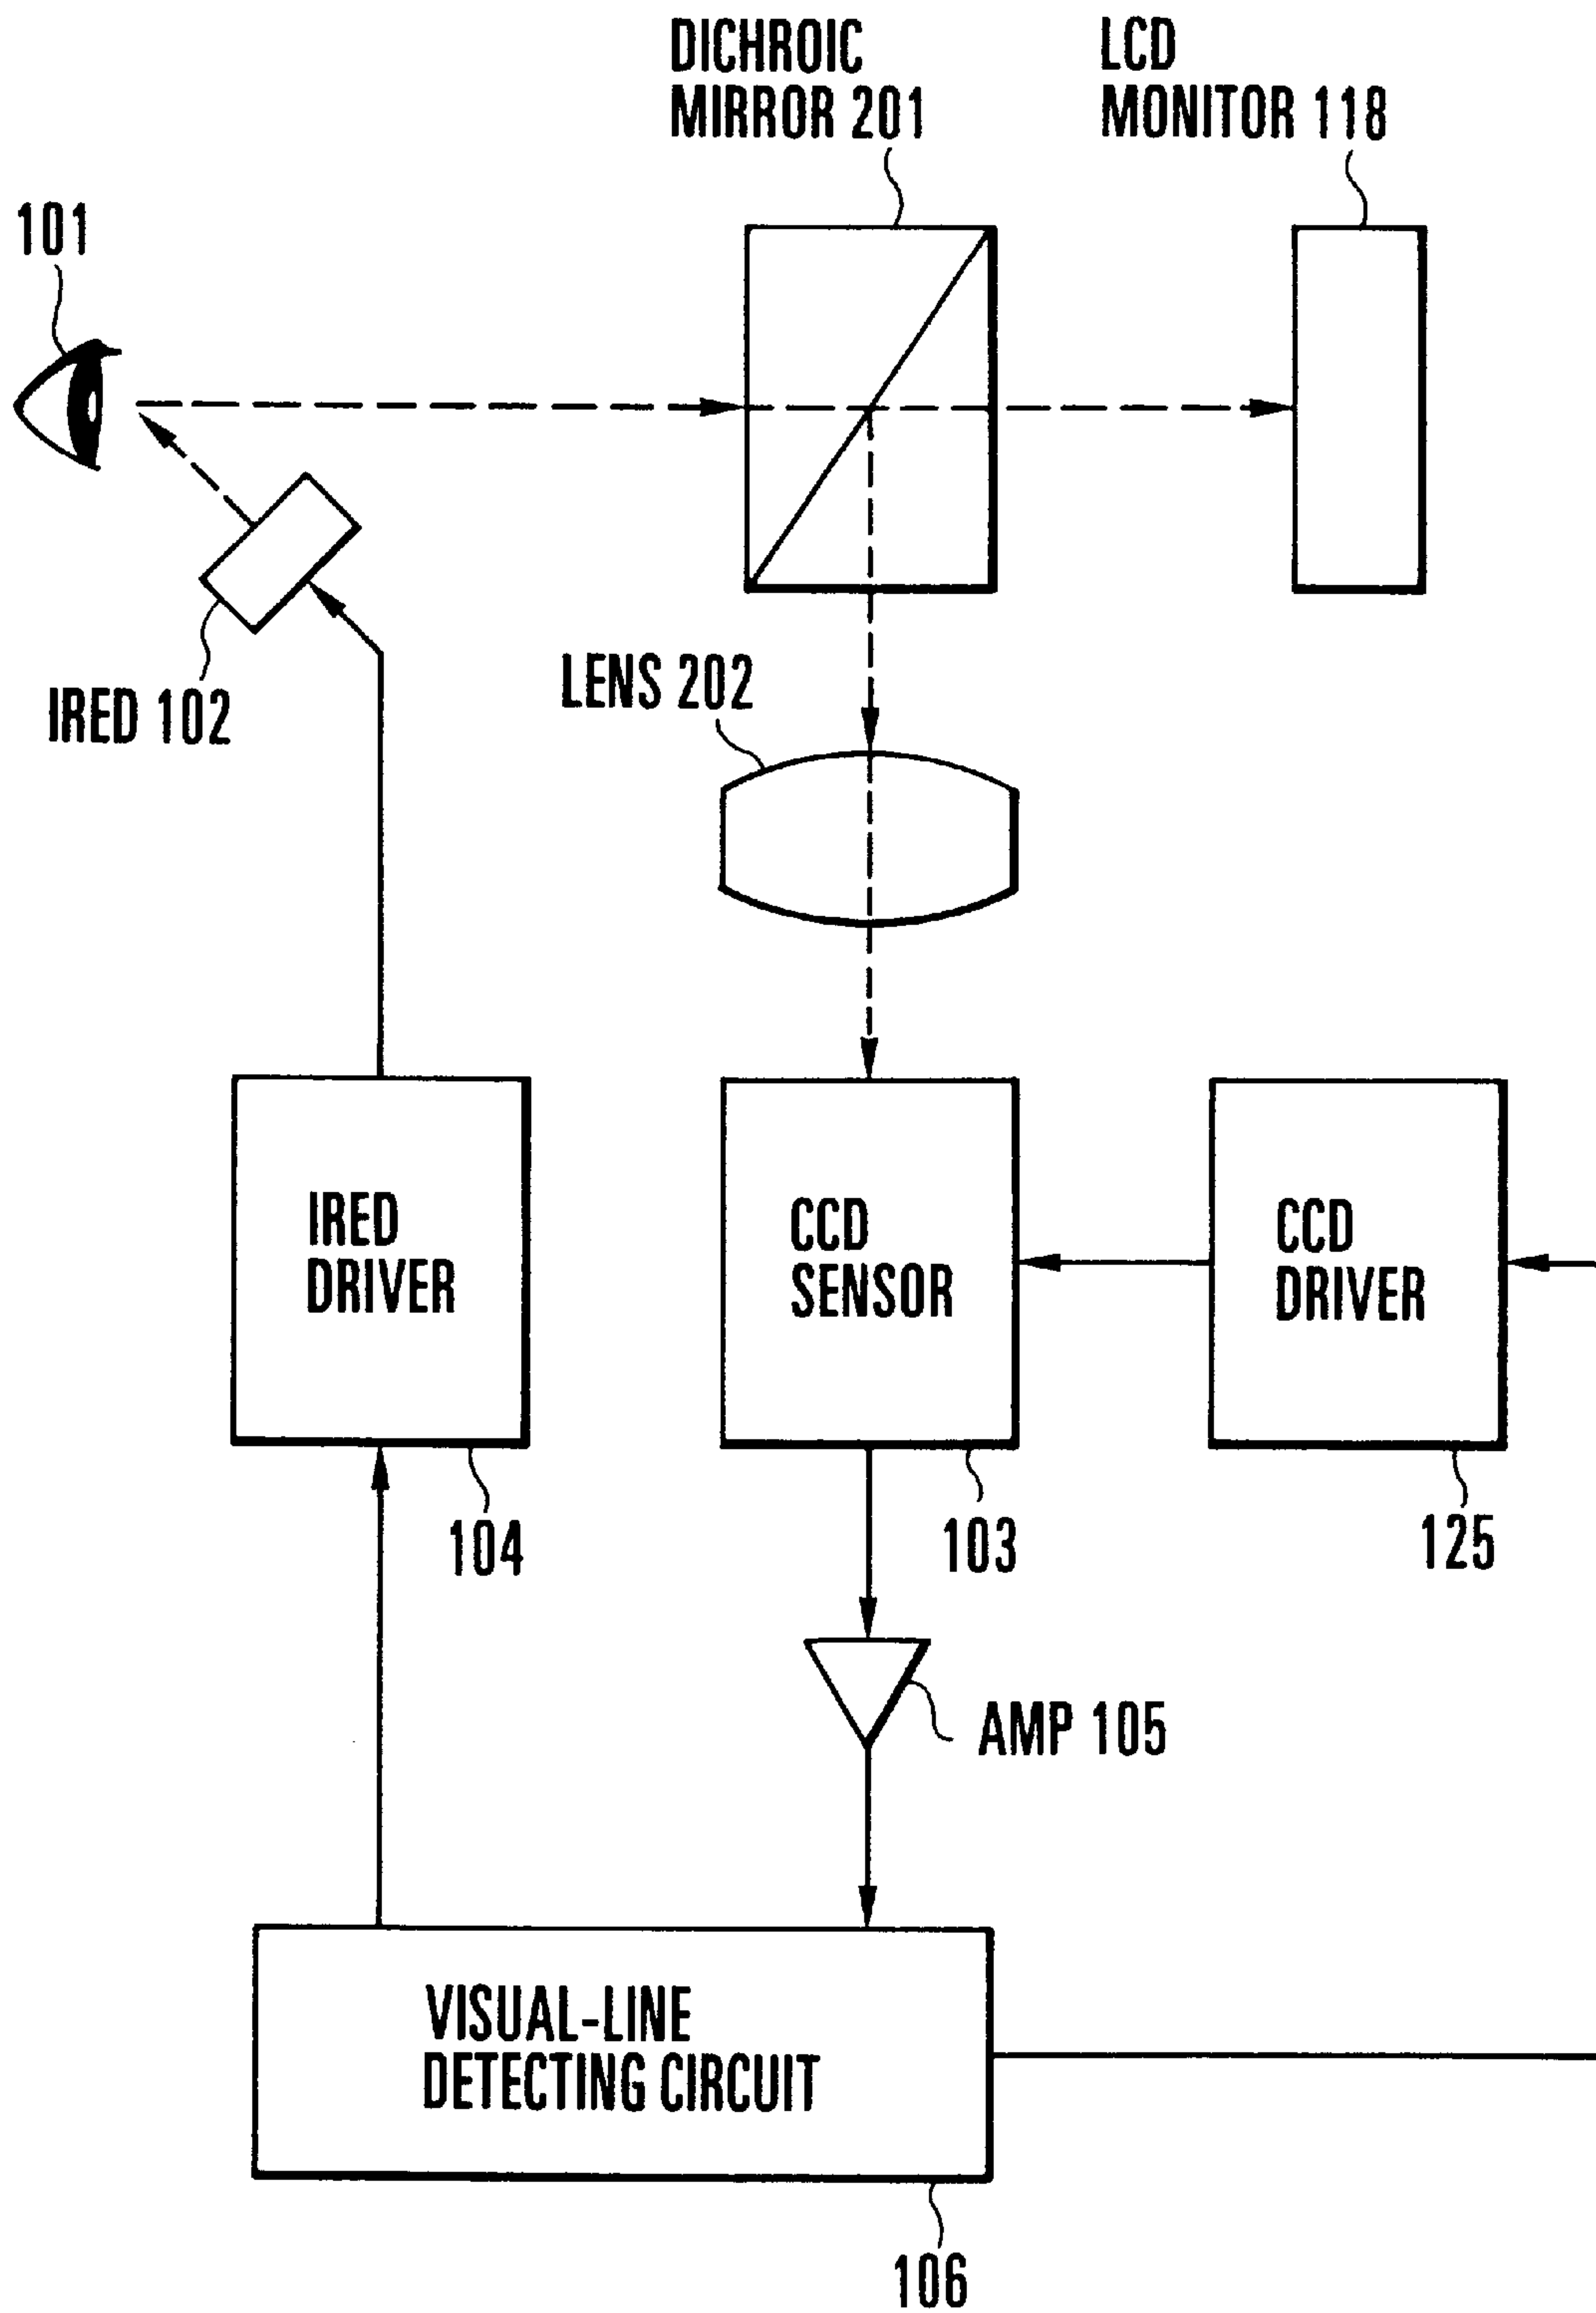 DICHROIC
MIRROR 201
LCD
MONITOR 118
101
IRED 102
LENS 202
IRED
DRIVER
CCD
SENSOR
CCD
DRIVER
104
103
125
AMP 105
VISUAL-LINE
DETECTING CIRCUIT
106